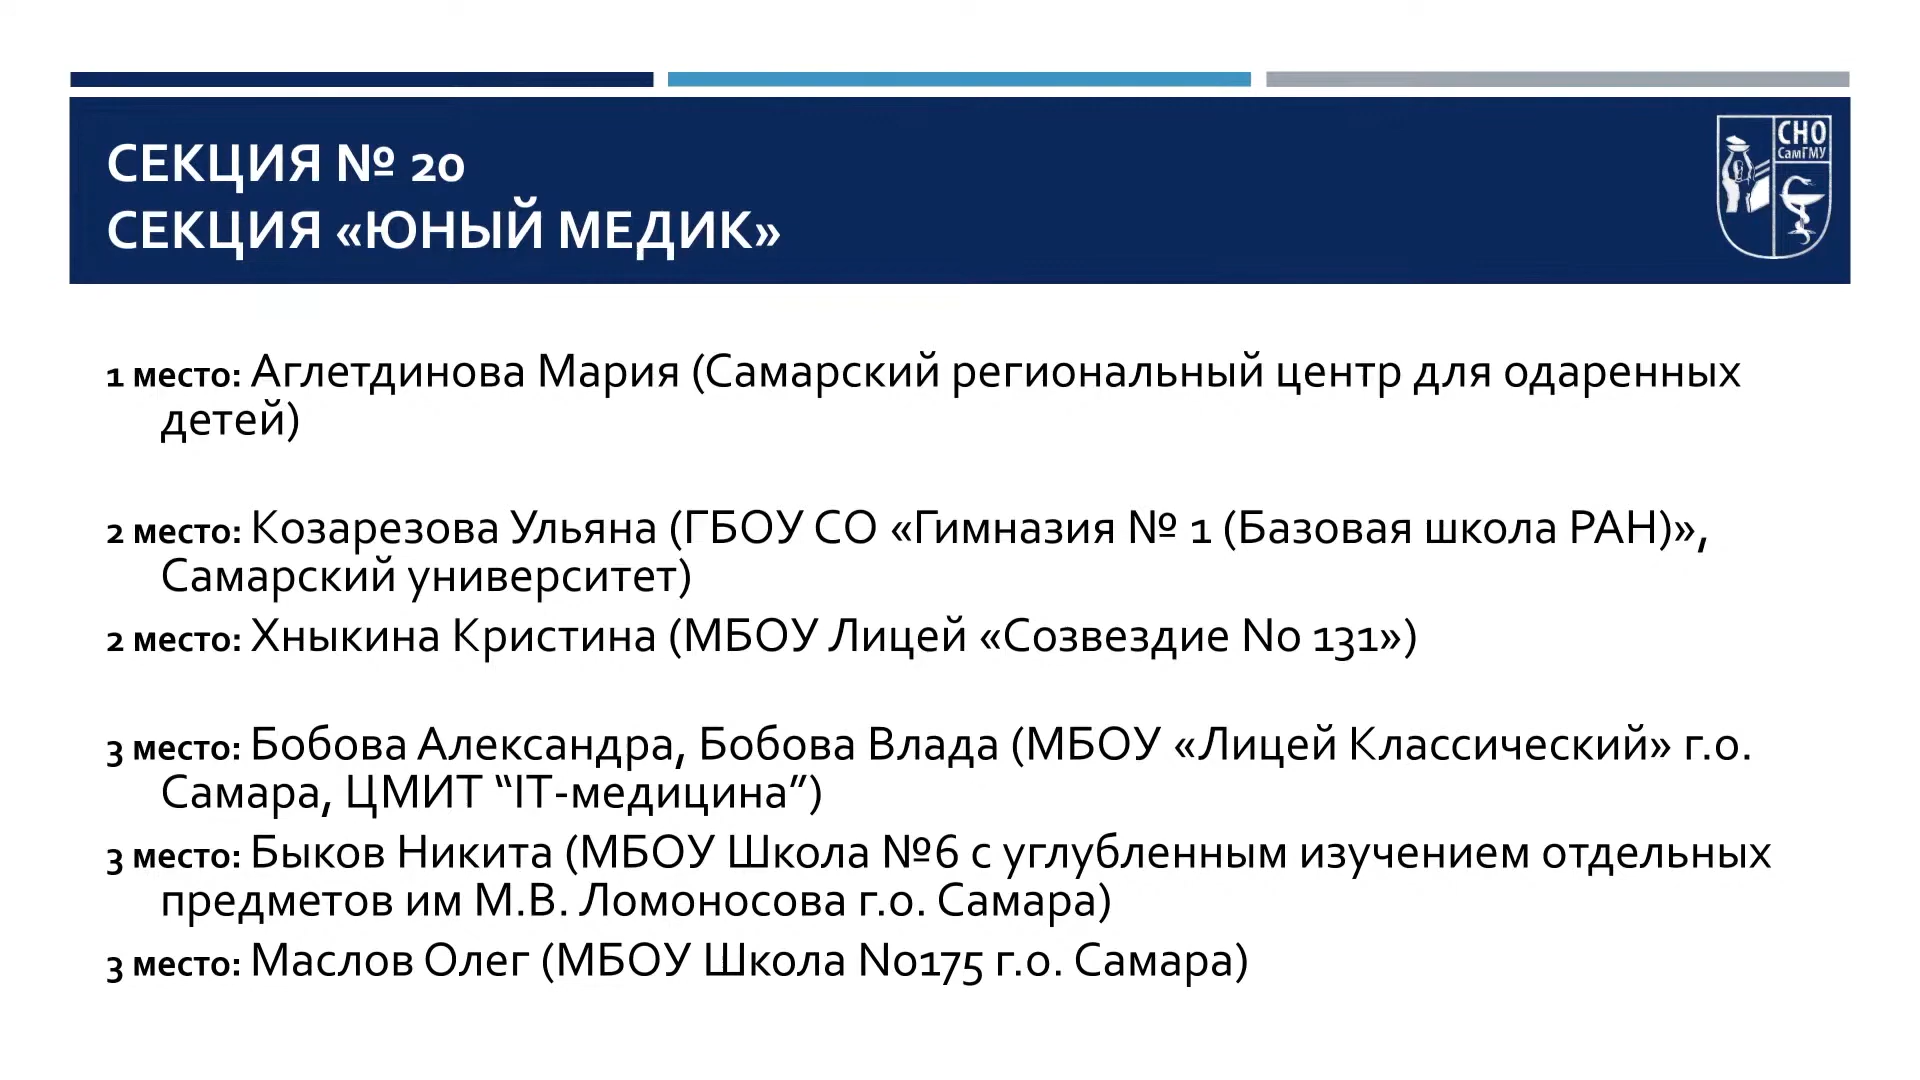 СЕКЦИЯ № 20
СЕКЦИЯ «ЮНЫЙ МЕДИК»
СНО
СамГМУ
1 место: Аглетдинова Мария (Самарский региональный центр для одаренных
детей)
2 место: Козарезова Ульяна (ГБОУ СО «Гимназия № 1 (Базовая школа РАН)»,
Самарский университет)
2 место: Хныкина Кристина (МБОУ Лицей «Созвездие No 131»)
3 место: Бобова Александра, Бобова Влада (МБОУ «Лицей Классический» г.о.
Самара, ЦМИТ “IT-медицина”)
3 место: Быков Никита (МБОУ Школа №6 с углубленным изучением отдельных
предметов им М.В. Ломоносова г.о. Самара)
3 место: Маслов Олег (МБОУ Школа No175 г.о. Самара)